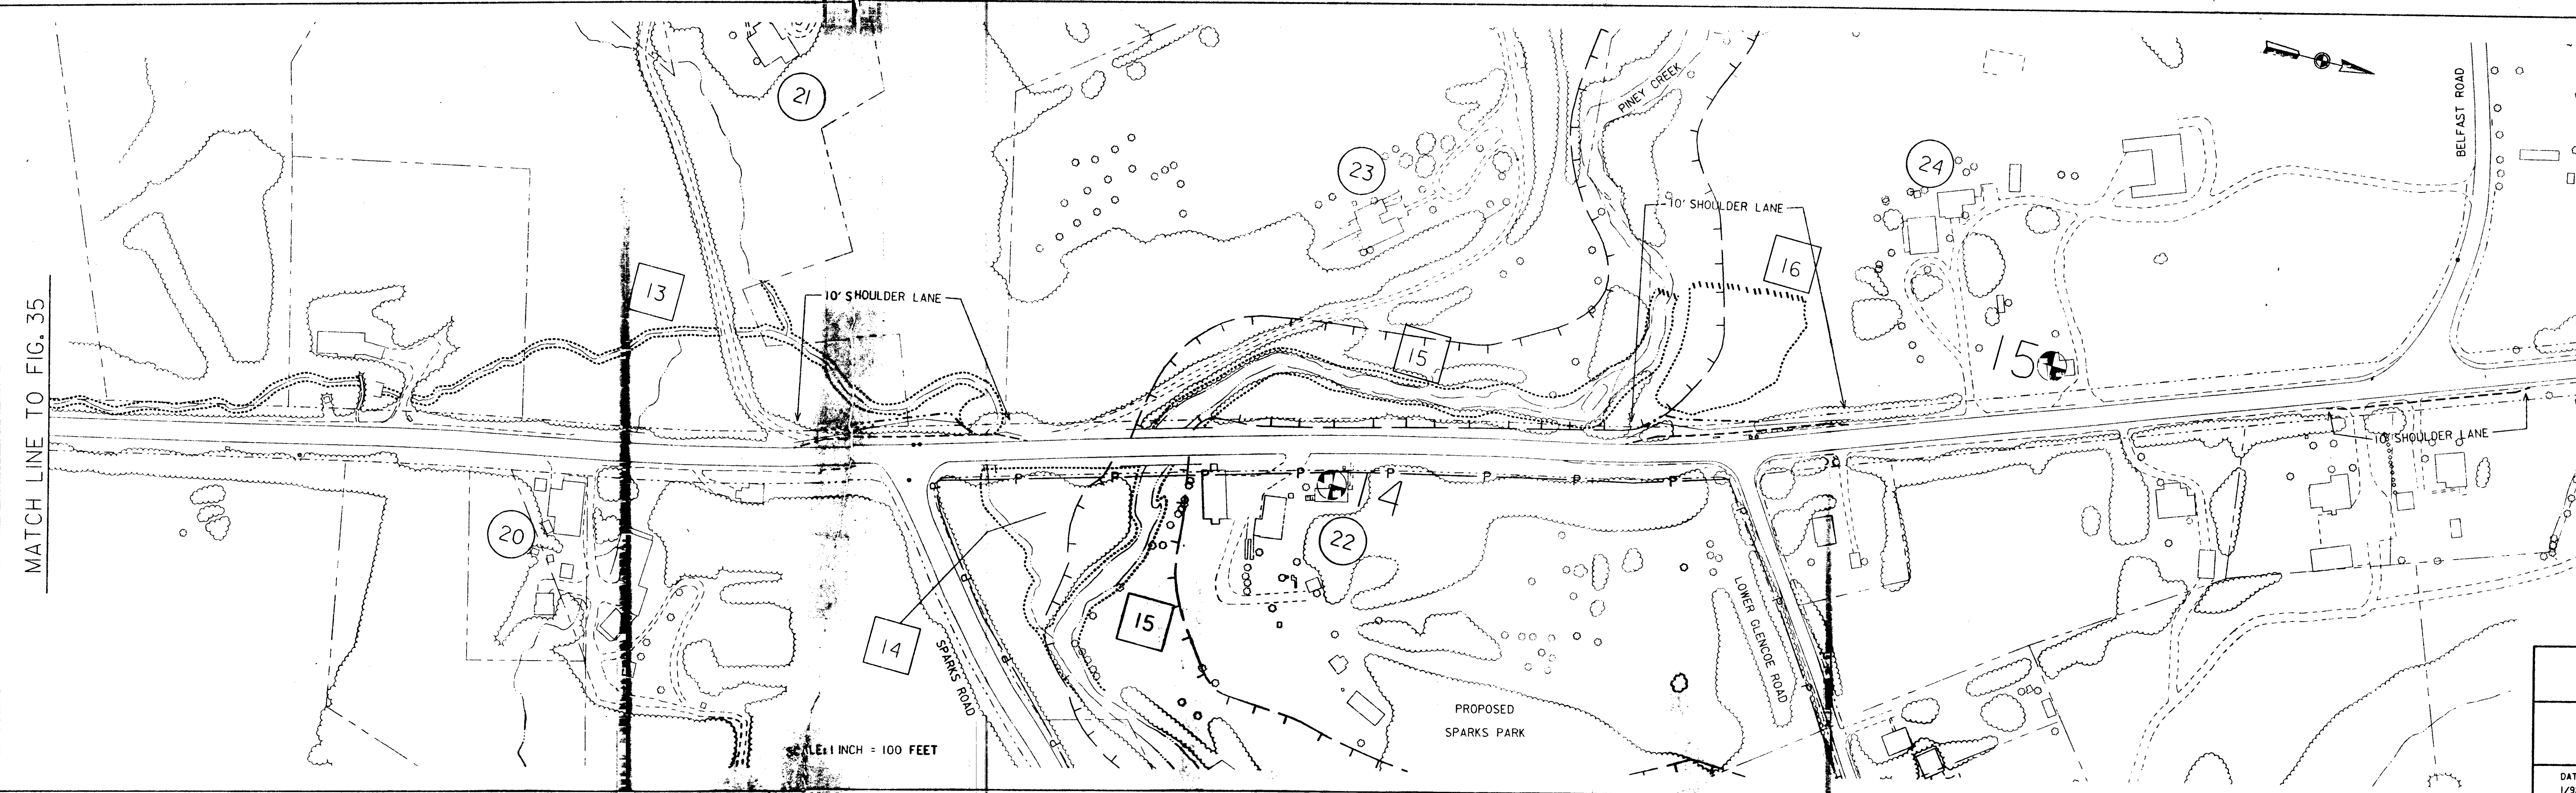 MATCH LINE TO FIG. 35
21
23
PINEY CREEK
24
BELFAST ROAD
10' SHOULDER LANE
16
13
10' SHOULDER LANE
15
15
10' SHOULDER LANE
P
P
P
P
P
P
P
14
20
22
P
P
P
P
P
P
LOWER GLENCOE ROAD
15
14
SPARKS ROAD
PROPOSED
SPARKS PARK
SCALE: 1 INCH = 100 FEET